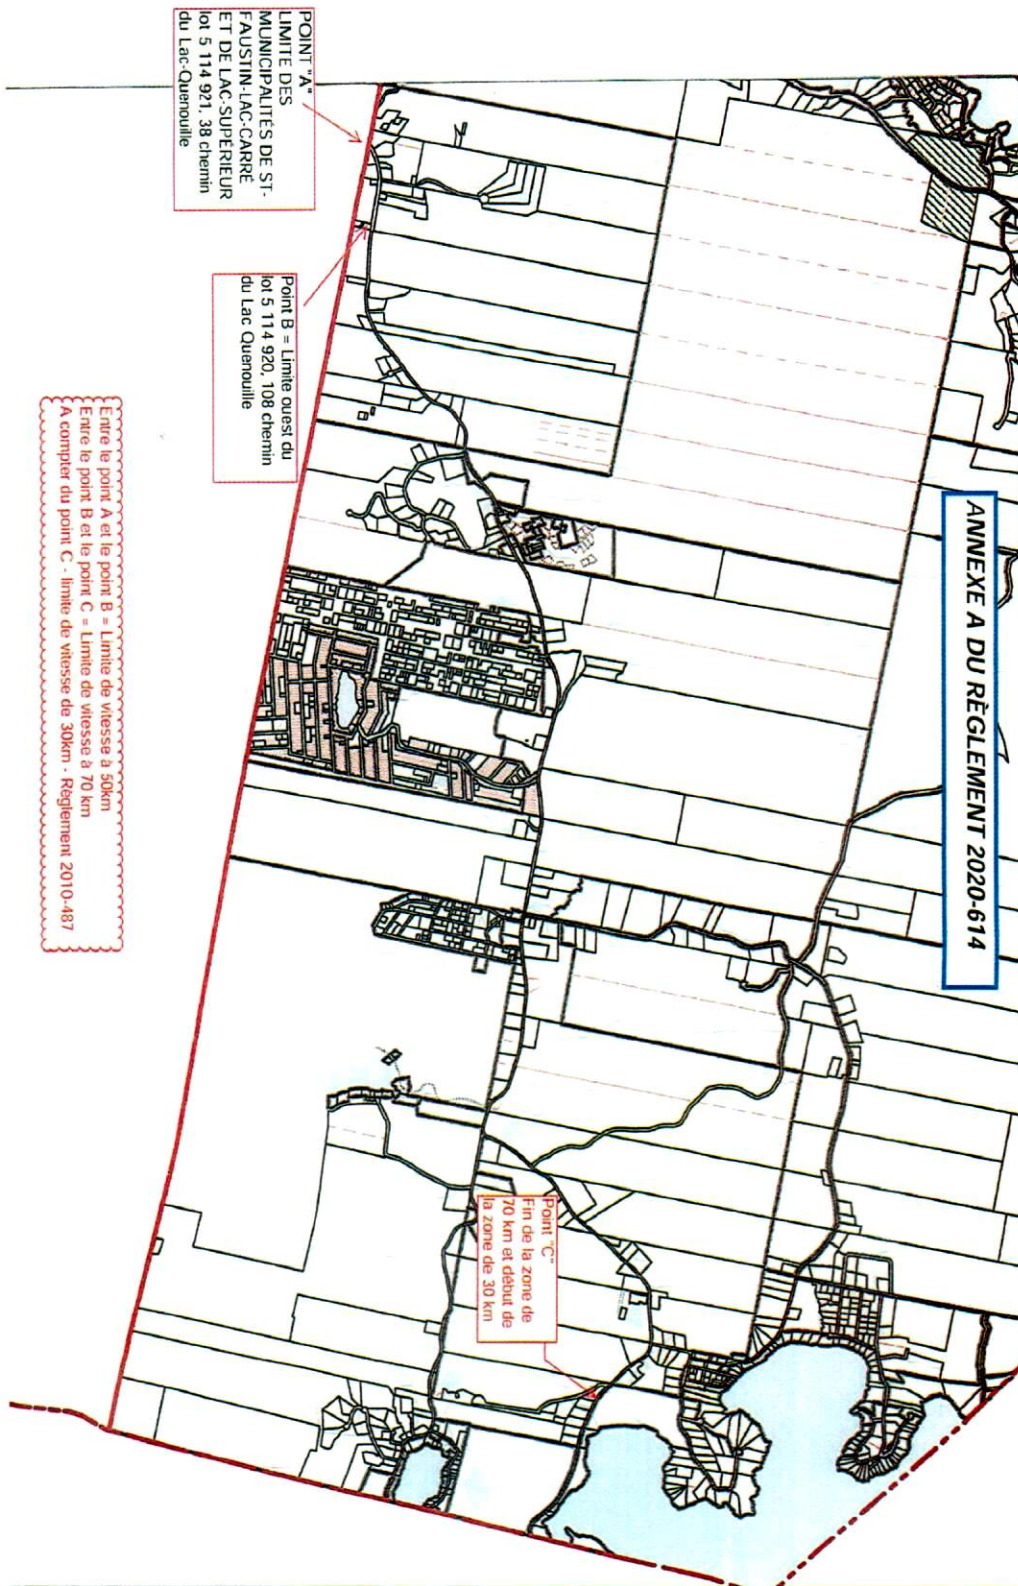 ANNEXE A DU RÈGLEMENT 2020-614
POINT "A"
LIMITE DES
MUNICIPALITÉS DE ST-
FAUSTIN-LAC-CARRÉ
ET DE LAC-SUPÉRIEUR
lot 5 114 921, 38 chemin
du Lac-Quenouille
Point B = Limite ouest du
lot 5 114 920, 108 chemin
du Lac Quenouille
Point "C"
Fin de la zone de
70 km et début de
la zone de 30 km
Entre le point A et le point B = Limite de vitesse à 50km
Entre le point B et le point C = Limite de vitesse à 70 km
A compter du point C - limite de vitesse de 30km - Règlement 2010-487